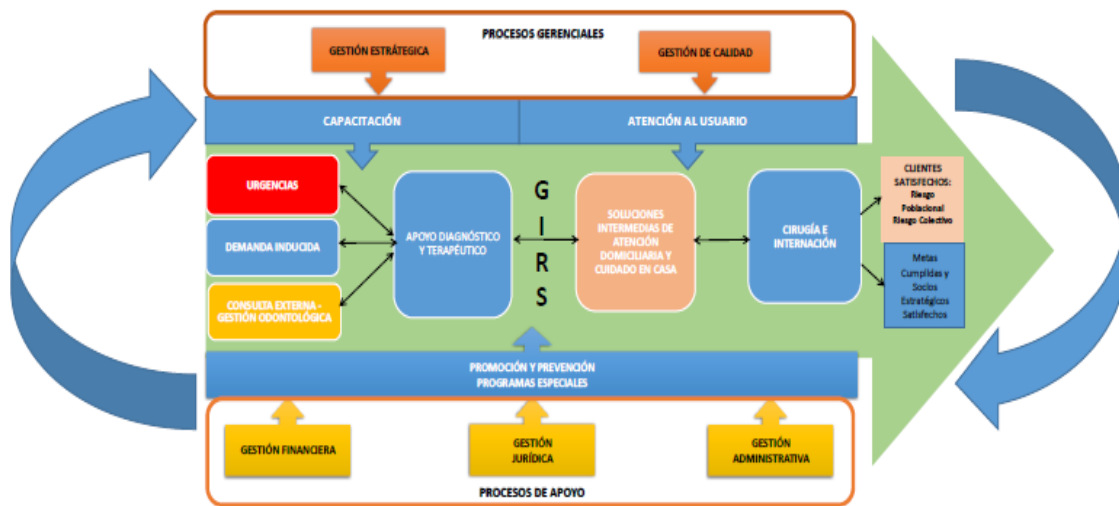 PROCESOS GERENCIALES
GESTIÓN ESTRÁTEGICA
GESTIÓN DE CALIDAD
CAPACITACIÓN
ATENCIÓN AL USUARIO
URGENCIAS
DEMANDA INDUCIDA
CONSULTA EXTERNA -
GESTIÓN ODONTOLÓGICA
APOYO DIAGNÓSTICO
Y TERAPÉUTICO
G
I
R
S
SOLUCIONES
INTERMEDIAS DE
ATENCIÓN
DOMICILIARIA Y
CUIDADO EN CASA
CIRUGÍA E
INTERNACIÓN
CLIENTES
SATISFECHOS:
Riesgo
Poblacional
Riesgo Colectivo
Metas
Cumplidas y
Socios
Estratégicos
Satisfechos
PROMOCIÓN Y PREVENCIÓN
PROGRAMAS ESPECIALES
GESTIÓN FINANCIERA
GESTIÓN
JURÍDICA
GESTIÓN
ADMINISTRATIVA
PROCESOS DE APOYO